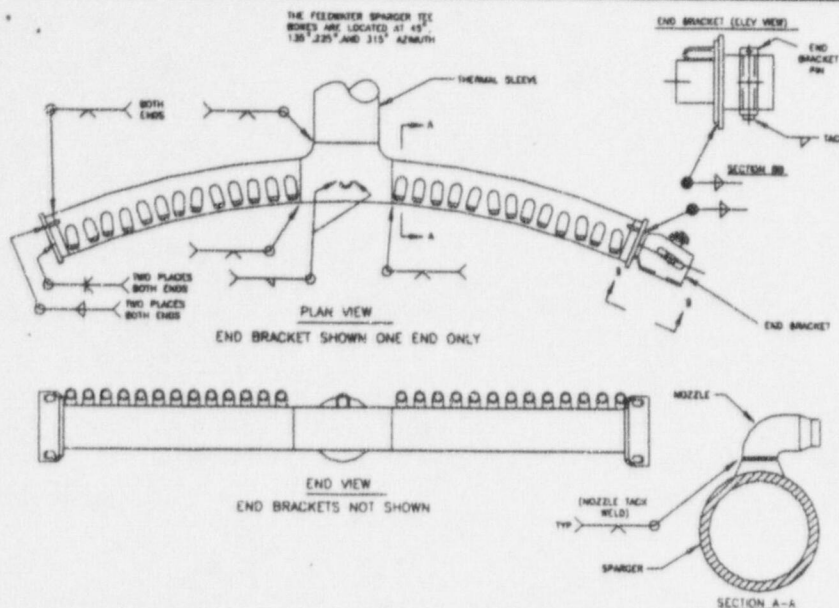 THE FEEDWATER SPARGER TEE
BOXES ARE LOCATED AT 45°,
135°,225°,AND 315° AZIMUTH
END BRACKET (ELEV VIEW)
END
BRACKET
PIN
THERMAL SLEEVE
BOTH
ENDS
A
TAC
SECTION BB
A
TWO PLACES
BOTH ENDS
TWO PLACES
BOTH ENDS
PLAN VIEW
END BRACKET SHOWN ONE END ONLY
B
B
END BRACKET
NOZZLE
END VIEW
END BRACKETS NOT SHOWN
(NOZZLE TACK
WELD)
TYP
SPARGER
SECTION A-A